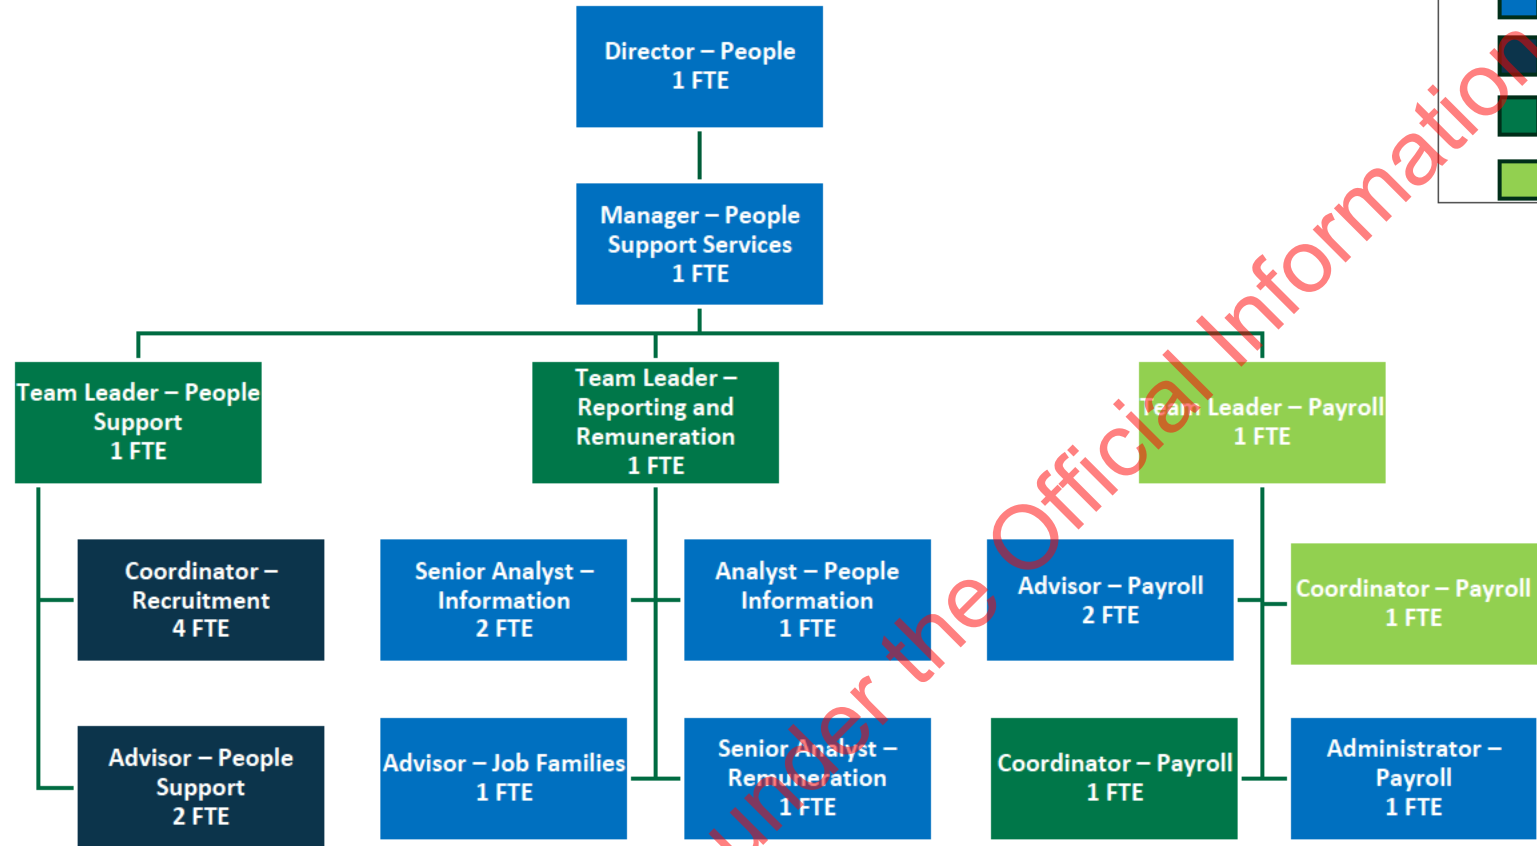 Director – People
1 FTE
Manager – People
Support Services
1 FTE
Team Leader – People
Support
1 FTE
Team Leader –
Reporting and
Remuneration
1 FTE
Team Leader – Payroll
1 FTE
Coordinator –
Recruitment
4 FTE
Senior Analyst –
Information
2 FTE
Analyst – People
Information
1 FTE
Advisor – Payroll
2 FTE
Coordinator – Payroll
1 FTE
Advisor – People
Support
2 FTE
Advisor – Job Families
1 FTE
Senior Analyst –
Remuneration
1 FTE
Coordinator – Payroll
1 FTE
Administrator –
Payroll
1 FTE
under the Official Information